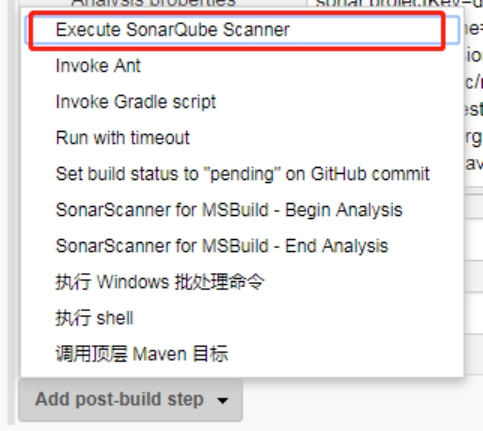 Analysis properties
sonar.projectKey=d
Execute SonarQube Scanner
Invoke Ant
Invoke Gradle script
Run with timeout
Set build status to "pending" on GitHub commit
SonarScanner for MSBuild - Begin Analysis
SonarScanner for MSBuild - End Analysis
执行 Windows 批处理命令
执行 shell
调用顶层 Maven 目标
Add post-build step